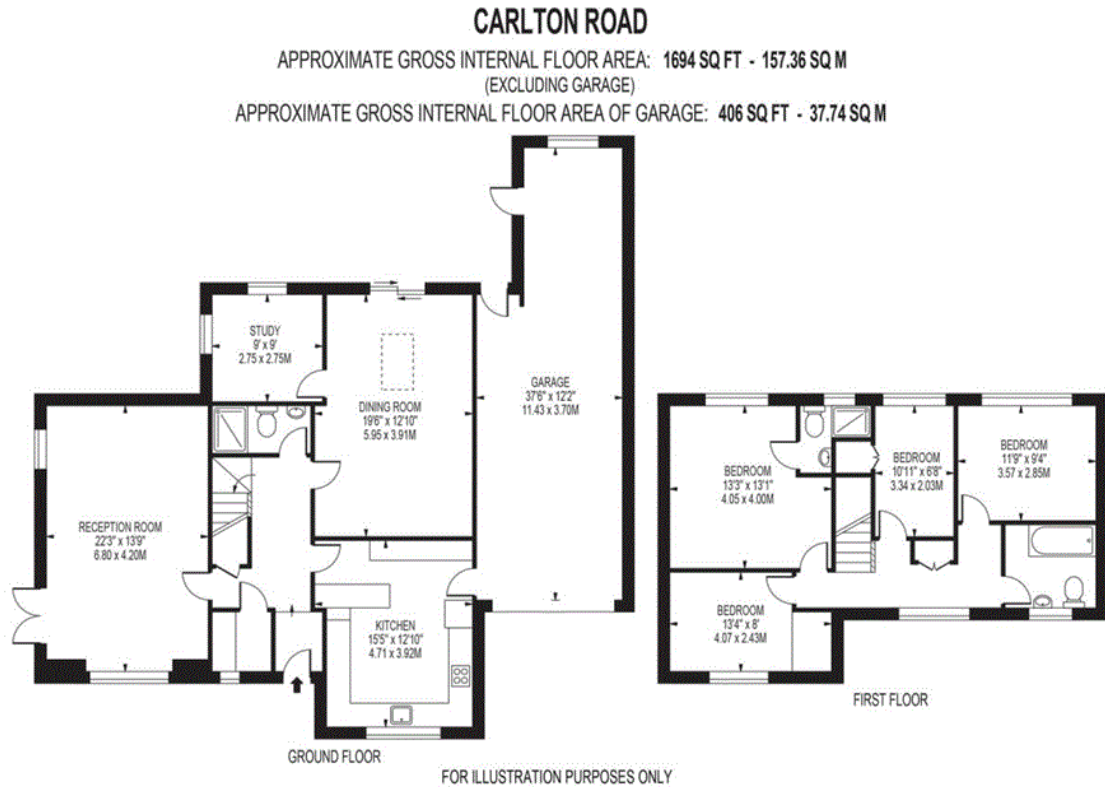 CARLTON ROAD
APPROXIMATE GROSS INTERNAL FLOOR AREA: 1694 SQ FT - 157.36 SQ M
(EXCLUDING GARAGE)
APPROXIMATE GROSS INTERNAL FLOOR AREA OF GARAGE: 406 SQ FT - 37.74 SQ M
STUDY
9' x 9'
2.75 x 2.75M
DINING ROOM
19'6" x 12'10"
5.95 x 3.91M
GARAGE
37'6" x 12'2"
11.43 x 3.70M
RECEPTION ROOM
22'3" x 13'9"
6.80 x 4.20M
KITCHEN
15'5" x 12'10"
4.71 x 3.92M
GROUND FLOOR
BEDROOM
13'3" x 13'1"
4.05 x 4.00M
BEDROOM
10'11" x 6'8"
3.34 x 2.03M
BEDROOM
11'9" x 9'4"
3.57 x 2.85M
BEDROOM
13'4" x 8'
4.07 x 2.43M
FIRST FLOOR
FOR ILLUSTRATION PURPOSES ONLY